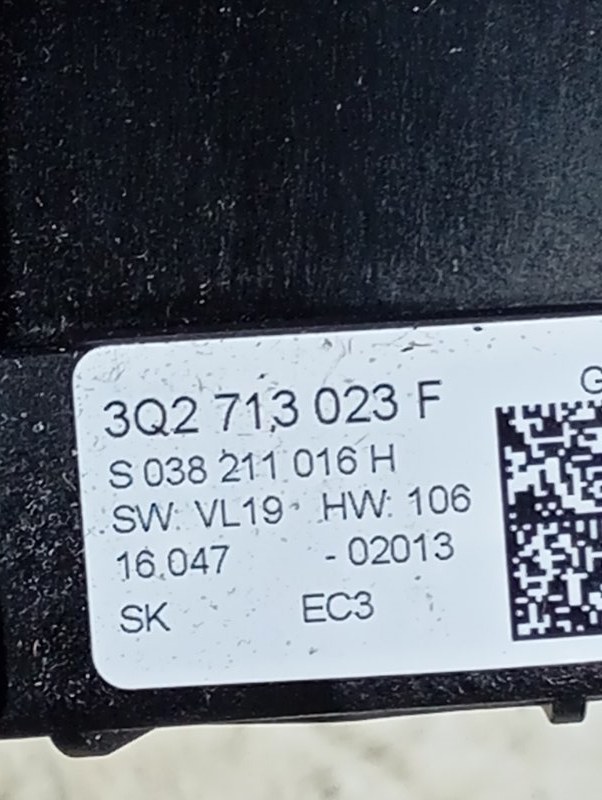 G
3Q2 713 023 F
S 038 211 016 H
SW: VL19 HW: 106
16.047 - 02013
SK EC3